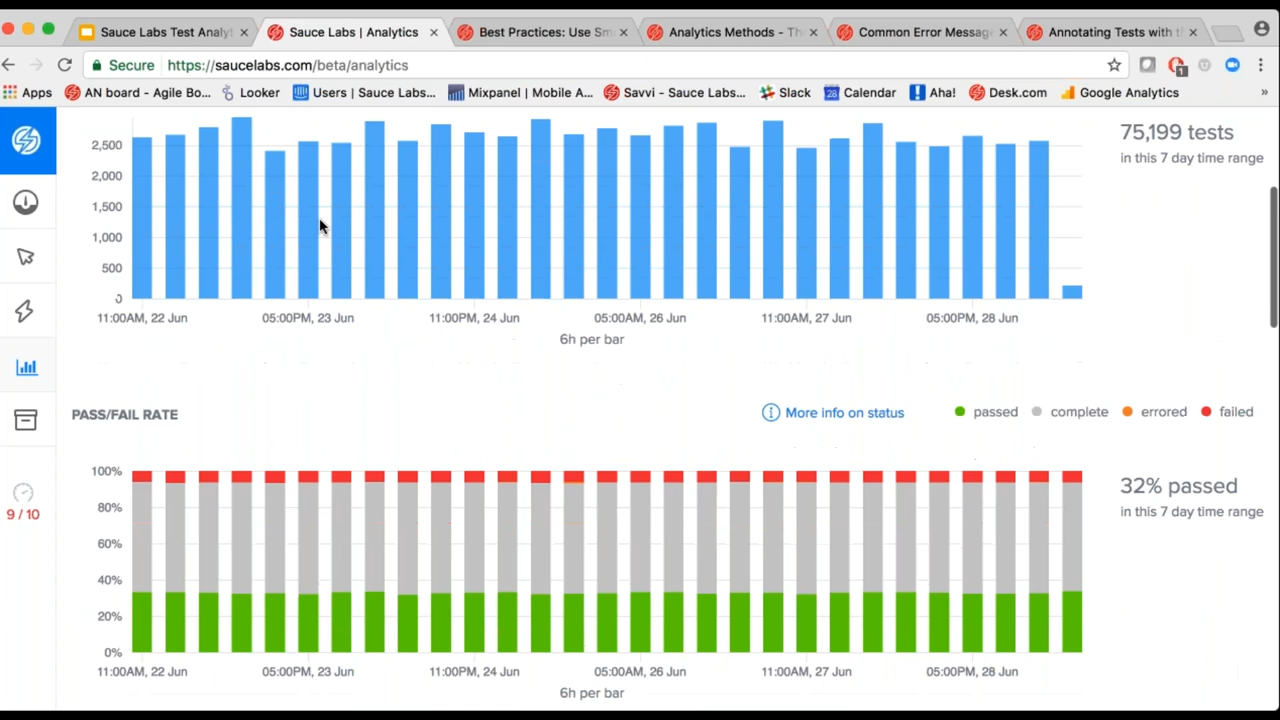 Sauce Labs Test Analyt
Sauce Labs | Analytics
Best Practices: Use Sm
Analytics Methods - Th
Common Error Message
Annotating Tests with t
Secure
https://saucelabs.com/beta/analytics
1
Apps
AN board - Agile Bo...
Looker
Users | Sauce Labs...
Mixpanel | Mobile A...
Savvi - Sauce Labs...
Slack
28
Calendar
Aha!
Desk.com
Google Analytics
»
2,500
2,000
1,500
1,000
500
0
11:00AM, 22 Jun
05:00PM, 23 Jun
11:00PM, 24 Jun
05:00AM, 26 Jun
11:00AM, 27 Jun
05:00PM, 28 Jun
6h per bar
75,199 tests
in this 7 day time range
9 / 10
PASS/FAIL RATE
More info on status
passed
complete
errored
failed
100%
80%
60%
40%
20%
0%
11:00AM, 22 Jun
05:00PM, 23 Jun
11:00PM, 24 Jun
05:00AM, 26 Jun
11:00AM, 27 Jun
05:00PM, 28 Jun
6h per bar
32% passed
in this 7 day time range